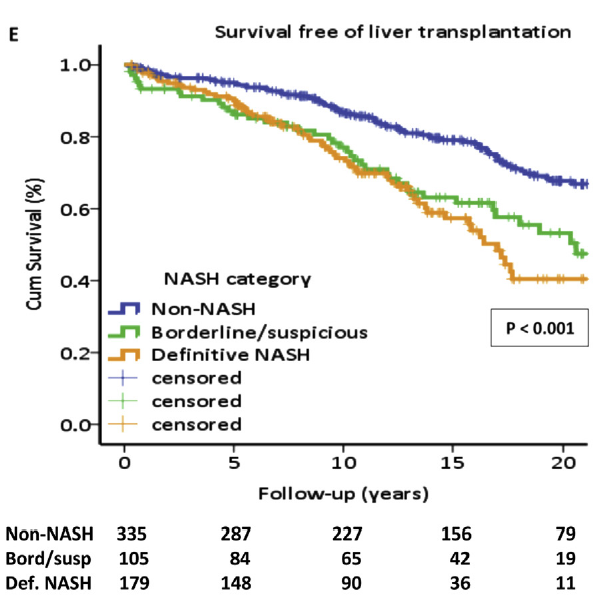 E
Survival free of liver transplantation
1.0
0.8
0.6
0.4
0.2
0.0
Cum Survival (%)
NASH category
Non-NASH
Borderline/suspicious
Definitive NASH
censored
censored
censored
P < 0.001
0 5 10 15 20
Follow-up (years)
Non-NASH 335 287 227 156 79
Bord/susp 105 84 65 42 19
Def. NASH 179 148 90 36 11